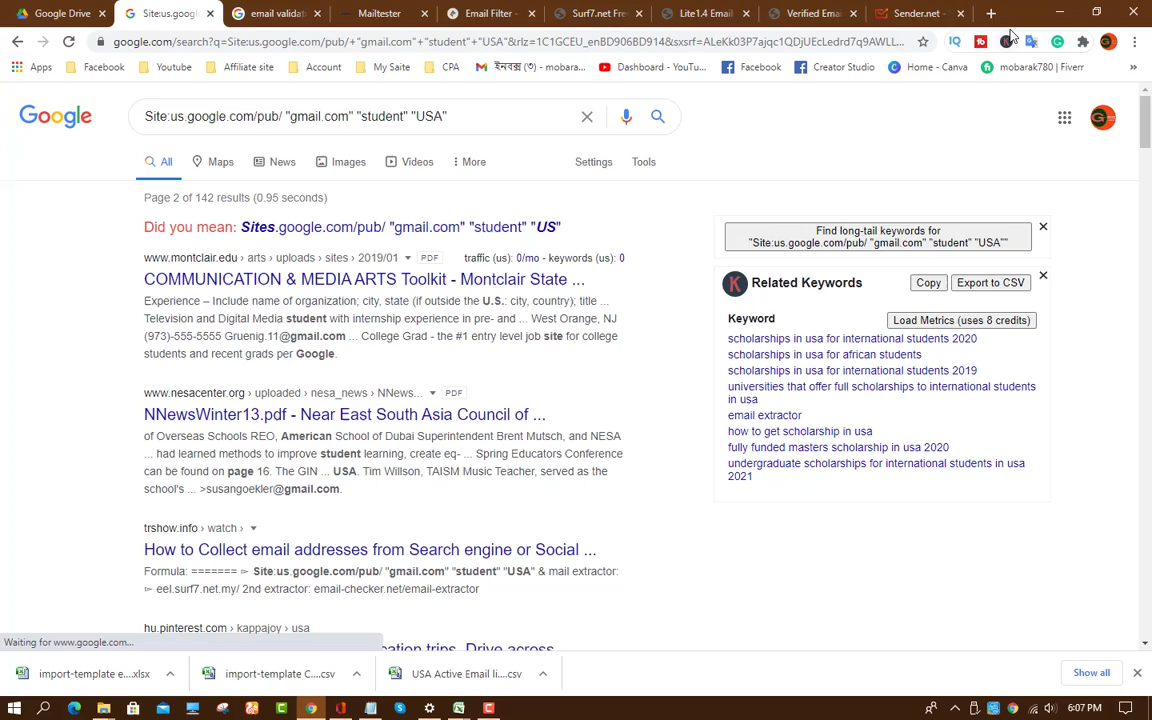 Google Drive
Site:us.googl
email validat
Mailtester
Email Filter -
Surf7.net Fre
Lite1.4 Email
Verified Ema
Sender.net -
google.com/search?q=Site:us.google.com/pub/+"gmail.com"+"student"+"USA"&rlz=1C1GCEU_enBD906BD914&sxsrf=ALeKk03P7ajqc1QDjUEcLedrd7q9AWLL...
Apps
Facebook
Youtube
Affiliate site
Account
My Saite
CPA
ইনবক্স (৩) - mobara...
Dashboard - YouTu...
Facebook
Creator Studio
Home - Canva
mobarak780 | Fiverr
»
Google
Site:us.google.com/pub/ "gmail.com" "student" "USA"
All
Maps
News
Images
Videos
More
Settings
Tools
Page 2 of 142 results (0.95 seconds)
Did you mean: Sites.google.com/pub/ "gmail.com" "student" "US"
www.montclair.edu › arts › uploads › sites › 2019/01 PDF traffic (us): 0/mo - keywords (us): 0
COMMUNICATION & MEDIA ARTS Toolkit - Montclair State ...
Experience – Include name of organization; city, state (if outside the U.S.: city, country); title ...
Television and Digital Media student with internship experience in pre- and ... West Orange, NJ
(973)-555-5555 Gruenig.11@gmail.com ... College Grad - the #1 entry level job site for college
students and recent grads per Google.
www.nesacenter.org › uploaded › nesa_news › NNews... PDF
NNewsWinter13.pdf - Near East South Asia Council of ...
of Overseas Schools REO, American School of Dubai Superintendent Brent Mutsch, and NESA
... had learned methods to improve student learning, create eq- ... Spring Educators Conference
can be found on page 16. The GIN ... USA. Tim Willson, TAISM Music Teacher, served as the
school's ... >susangoekler@gmail.com.
trshow.info › watch ›
How to Collect email addresses from Search engine or Social ...
Formula: ======= ➢ Site:us.google.com/pub/ "gmail.com" "student" "USA" & mail extractor:
➢ eel.surf7.net.my/ 2nd extractor: email-checker.net/email-extractor
hu.pinterest.com › kappajoy › usa
cation trips, Drive across
Find long-tail keywords for
"Site:us.google.com/pub/ "gmail.com" "student" "USA""
K
Related Keywords
Copy
Export to CSV
Keyword
Load Metrics (uses 8 credits)
scholarships in usa for international students 2020
scholarships in usa for african students
scholarships in usa for international students 2019
universities that offer full scholarships to international students
in usa
email extractor
how to get scholarship in usa
fully funded masters scholarship in usa 2020
undergraduate scholarships for international students in usa
2021
Waiting for www.google.com...
import-template e....xlsx
import-template C....csv
USA Active Email li....csv
Show all
6:07 PM